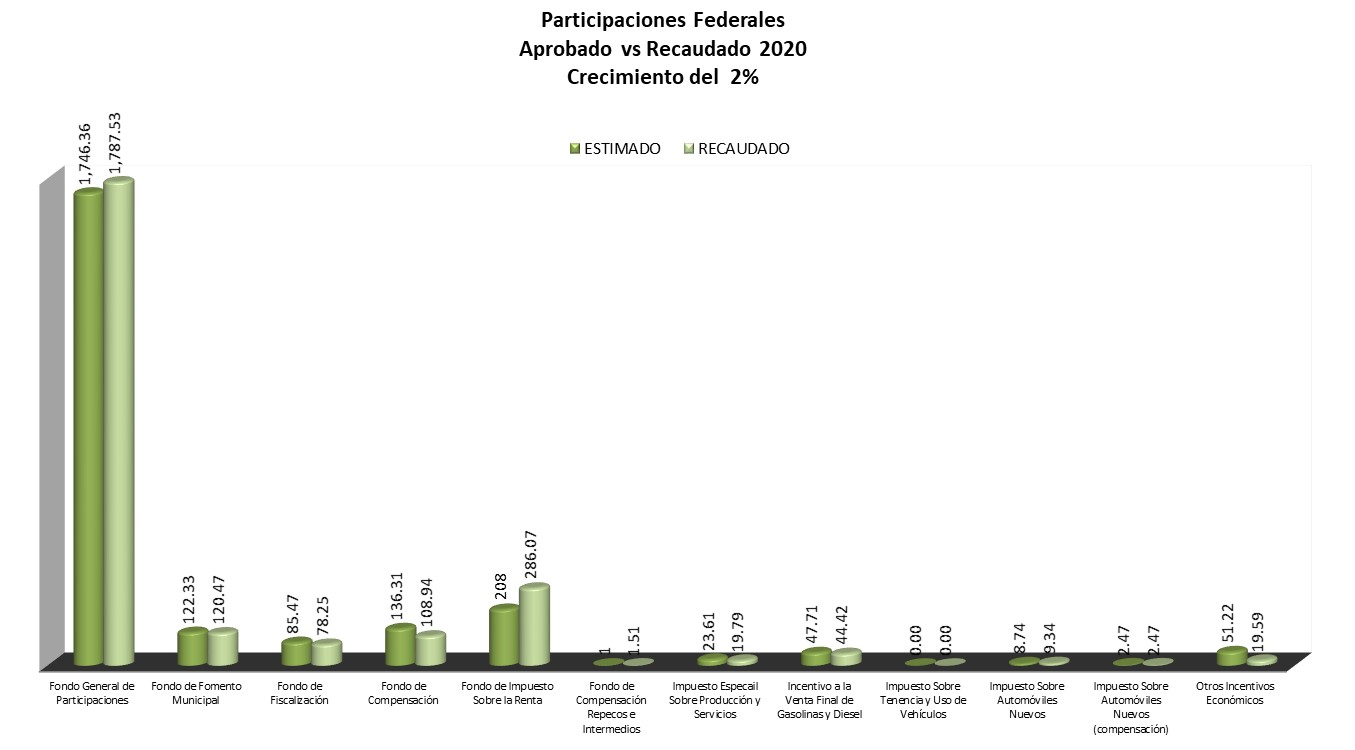 Participaciones Federales
Aprobado vs Recaudado 2020
Crecimiento del 2%
ESTIMADO RECAUDADO
1,746.36 1,787.53
122.33 120.47
85.47 78.25
136.31 108.94
208 286.07
1 1.51
23.61 19.79
47.71 44.42
0.00 0.00
8.74 9.34
2.47 2.47
51.22 19.59
Fondo General de
Participaciones
Fondo de Fomento
Municipal
Fondo de
Fiscalización
Fondo de
Compensación
Fondo de Impuesto
Sobre la Renta
Fondo de
Compensación
Repecos e
Intermedios
Impuesto Especail
Sobre Producción y
Servicios
Incentivo a la
Venta Final de
Gasolinas y Diesel
Impuesto Sobre
Tenencia y Uso de
Vehículos
Impuesto Sobre
Automóviles
Nuevos
Impuesto Sobre
Automóviles
Nuevos
(compensación)
Otros Incentivos
Económicos